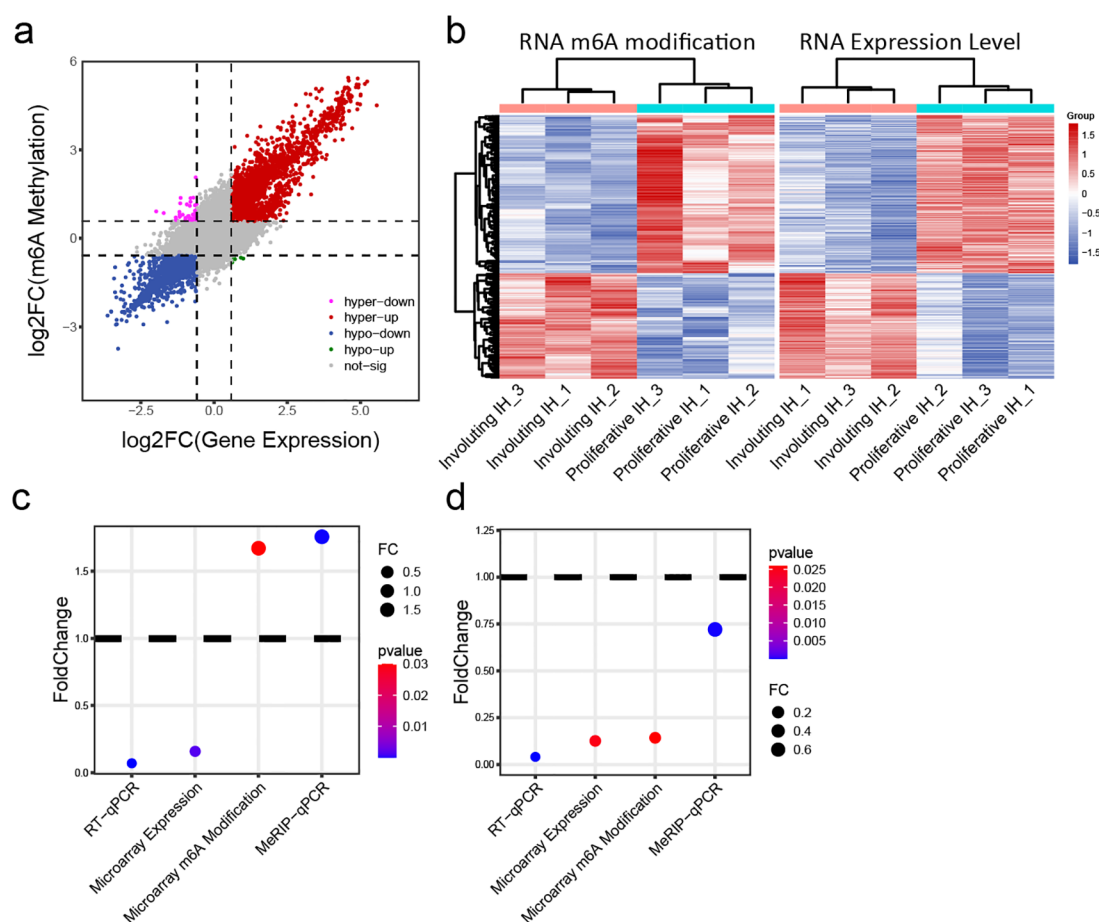 a
6
3
0
−3
log2FC(m6A Methylation)
hyper-down
hyper-up
hypo-down
hypo-up
not-sig
−2.5
0.0
2.5
5.0
log2FC(Gene Expression)
b
RNA m6A modification
RNA Expression Level
Group
1.5
1
0.5
0
−0.5
−1
−1.5
Involuting IH_3
Involuting IH_1
Involuting IH_2
Proliferative IH_3
Proliferative IH_1
Proliferative IH_2
Involuting IH_1
Involuting IH_3
Involuting IH_2
Proliferative IH_2
Proliferative IH_3
Proliferative IH_1
c
1.5
1.0
0.5
0.0
FoldChange
RT−qPCR
Microarray Expression
Microarray m6A Modification
MeRIP−qPCR
FC
0.5
1.0
1.5
pvalue
0.03
0.02
0.01
d
1.25
1.00
0.75
0.50
0.25
0.00
FoldChange
RT−qPCR
Microarray Expression
Microarray m6A Modification
MeRIP−qPCR
pvalue
0.025
0.020
0.015
0.010
0.005
FC
0.2
0.4
0.6